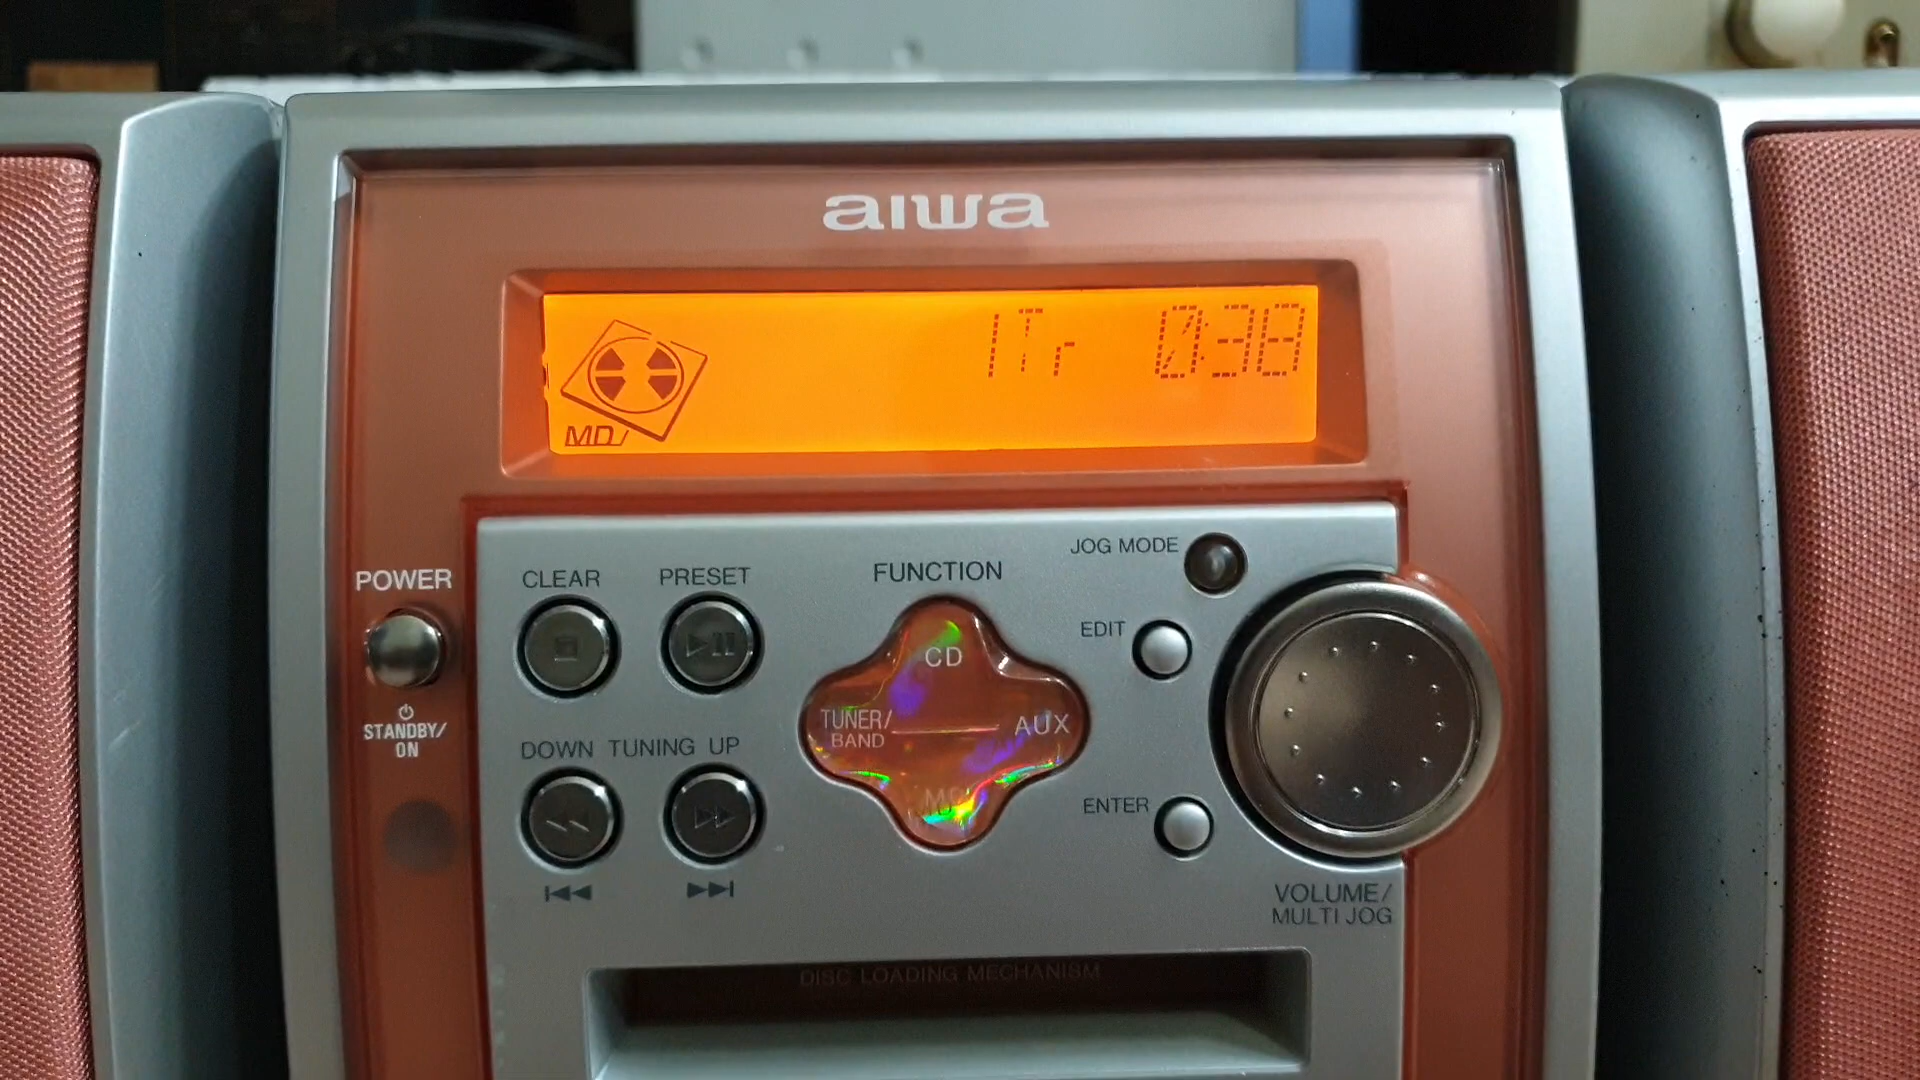 aiwa
1Tr 0:38
MD
POWER
STANDBY/
ON
CLEAR
PRESET
DOWN TUNING UP
FUNCTION
CD
TUNER/
BAND
AUX
MD
JOG MODE
EDIT
ENTER
VOLUME/
MULTI JOG
DISC LOADING MECHANISM